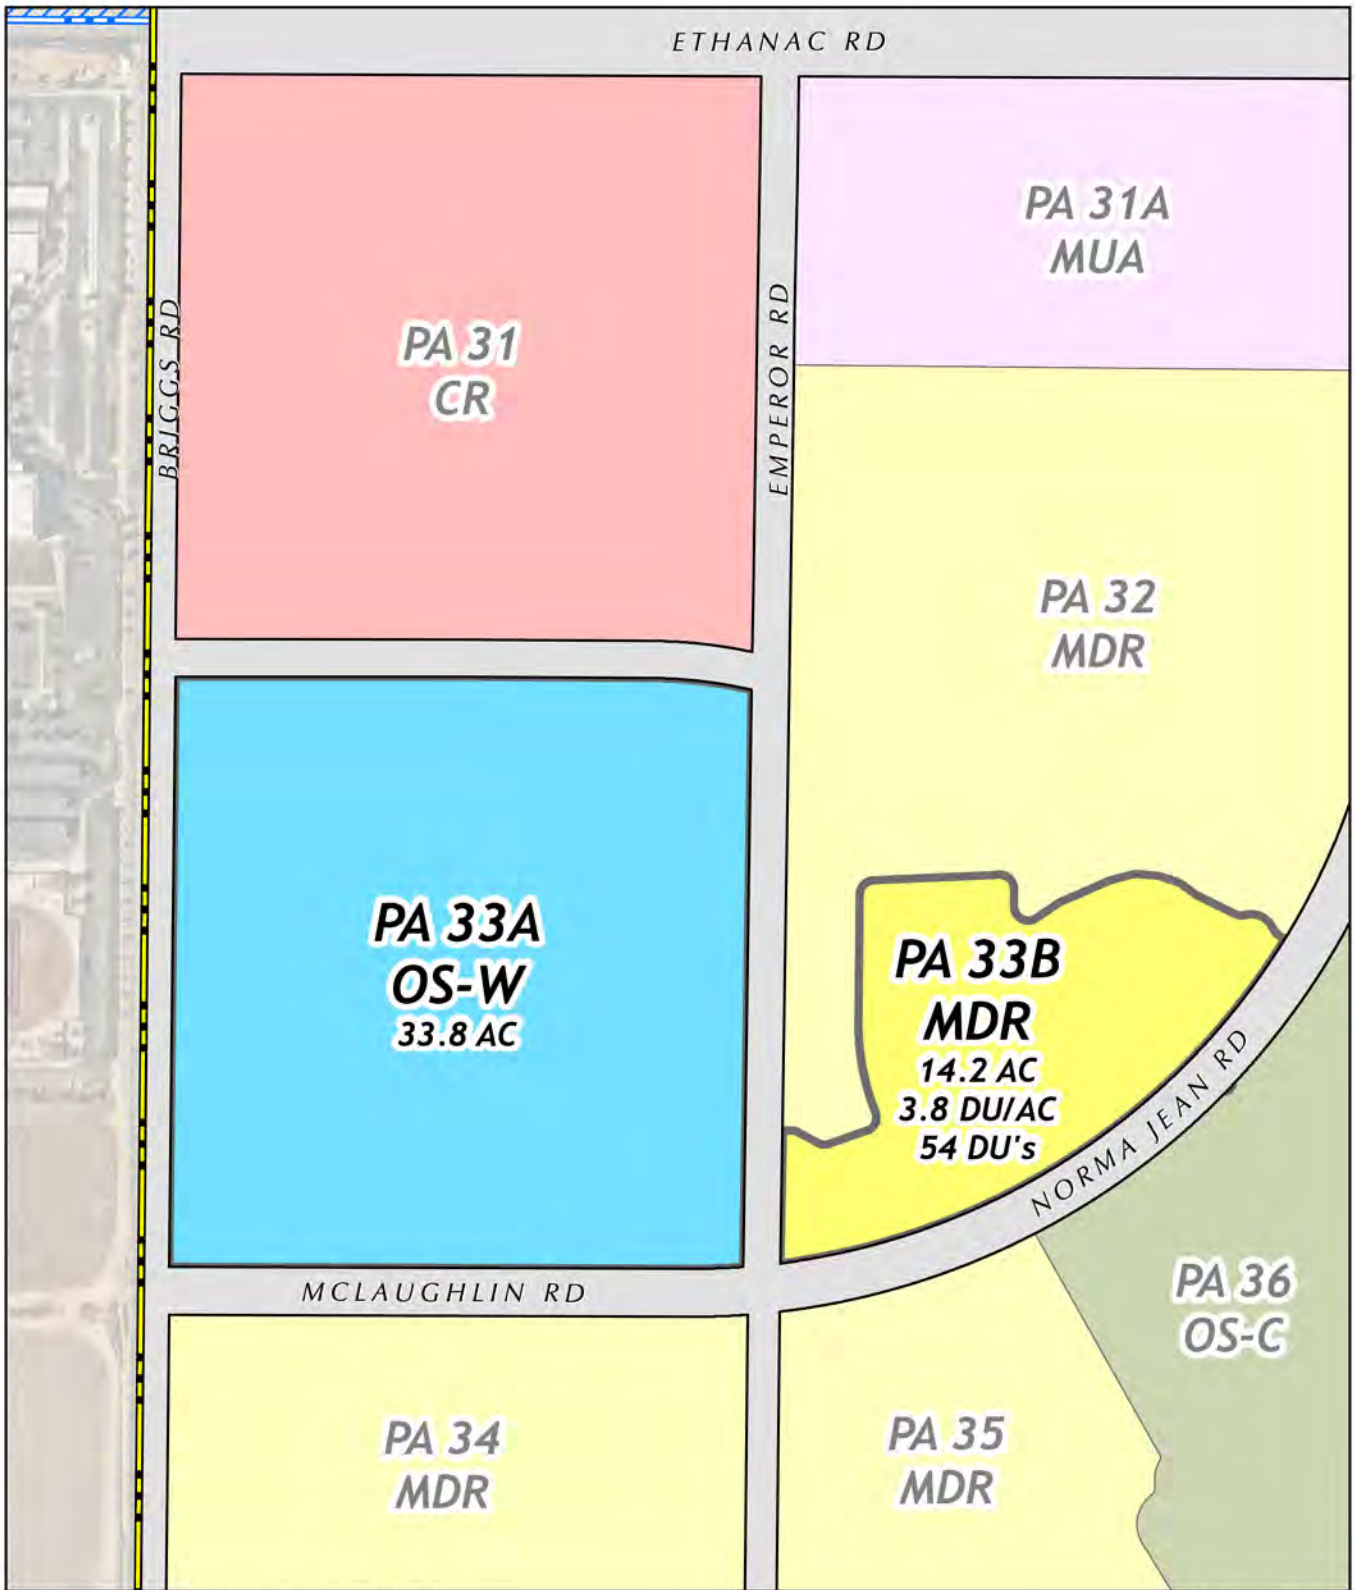 ETHANAC RD
PA 31A
MUA
BRIGGS RD
PA 31
CR
EMPEROR RD
PA 32
MDR
PA 33A
OS-W
33.8 AC
PA 33B
MDR
14.2 AC
3.8 DU/AC
54 DU's
NORMA JEAN RD
MCLAUGHLIN RD
PA 36
OS-C
PA 34
MDR
PA 35
MDR